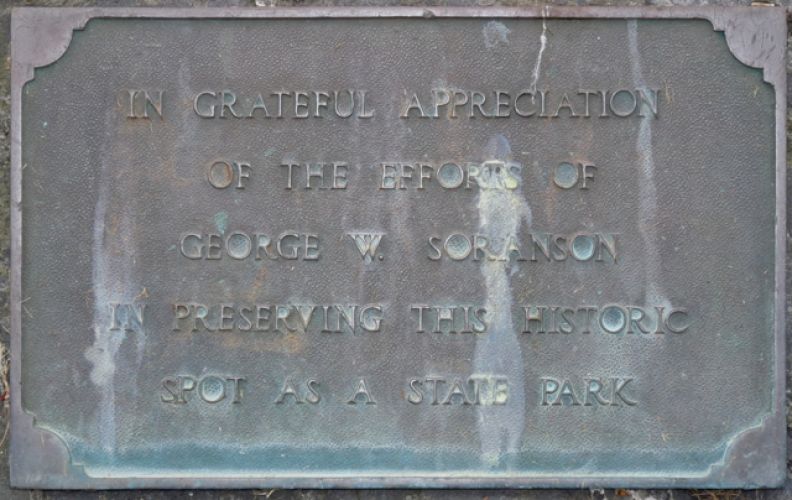 IN GRATEFUL APPRECIATION
OF THE EFFORTS OF
GEORGE W. SORANSON
IN PRESERVING THIS HISTORIC
SPOT AS A STATE PARK